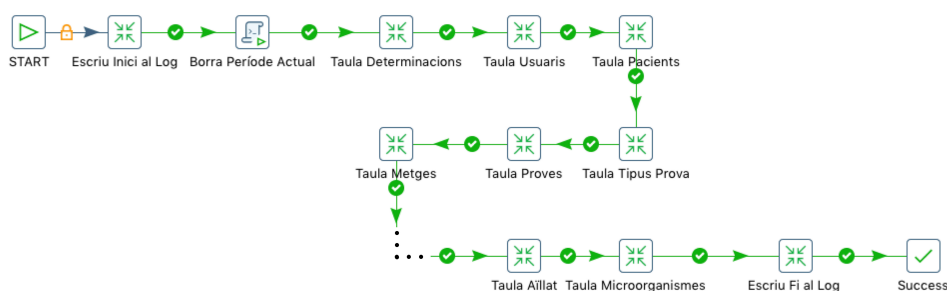 START
Escriu Inici al Log
Borra Període Actual
Taula Determinacions
Taula Usuaris
Taula Pacients
Taula Metges
Taula Proves
Taula Tipus Prova
Taula Aïllat
Taula Microorganismes
Escriu Fi al Log
Success